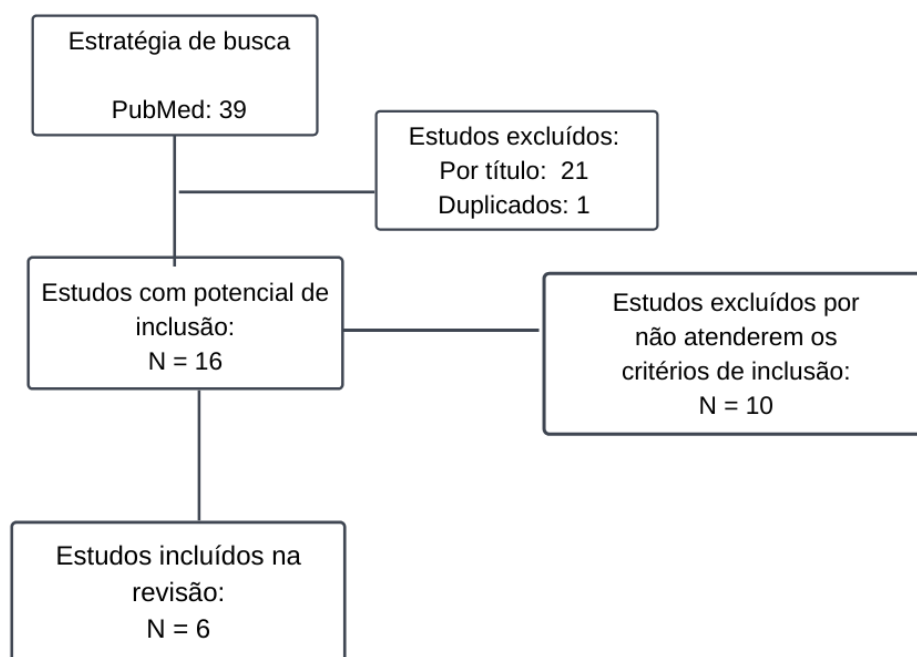 Estratégia de busca
PubMed: 39
Estudos excluídos:
Por título: 21
Duplicados: 1
Estudos com potencial de
inclusão:
N = 16
Estudos excluídos por
não atenderem os
critérios de inclusão:
N = 10
Estudos incluídos na
revisão:
N = 6